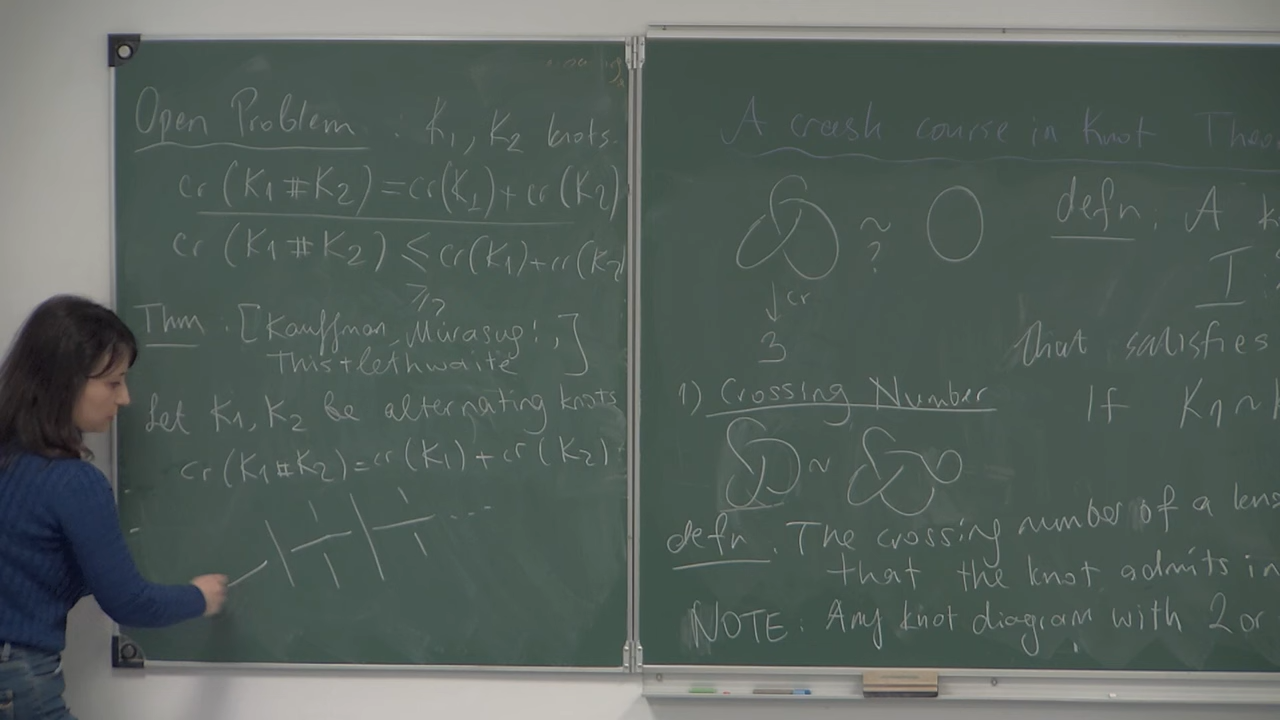 Open Problem : K1, K2 knots.
cr (K1 # K2) = cr(K1) + cr (K2)
cr (K1 # K2) ≤ cr(K1) + cr(K2
≥?
Thm . [Kauffman, Murasugi,
Thistlethwaite]
Let K1, K2 be alternating knots
cr (K1 # K2) = cr (K1) + cr (K2)
A crash course in Knot Theo
~
?
defn. A k
I :
↓ cr
3
that satisfies
1) Crossing Number
If K1 ~
~
defn. The crossing number of a
that the knot admits in
NOTE: Any knot diagram with 2 or